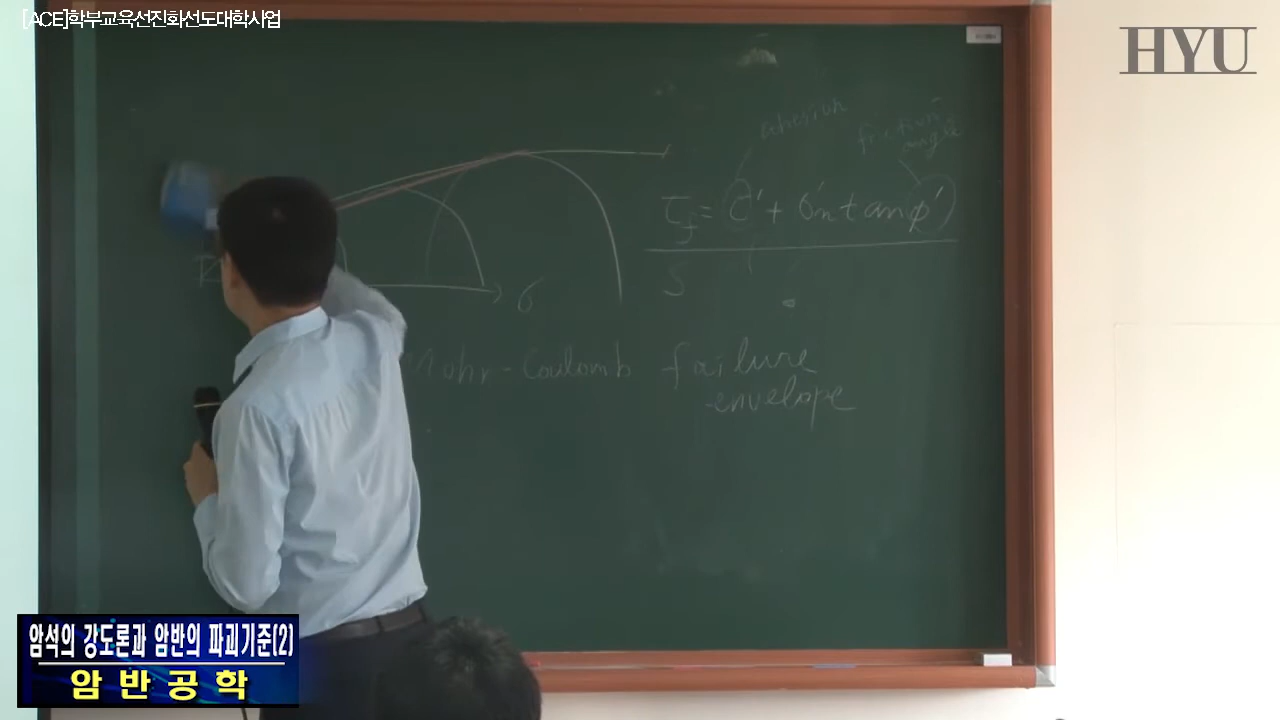 [ACE]학부교육선진화선도대학사업
HYU
cohesion
friction
angle
τf = C' + σ'n tan φ'
S
σ
Mohr-Coulomb failure
envelope
암석의 강도론과 암반의 파괴기준(2)
암반공학